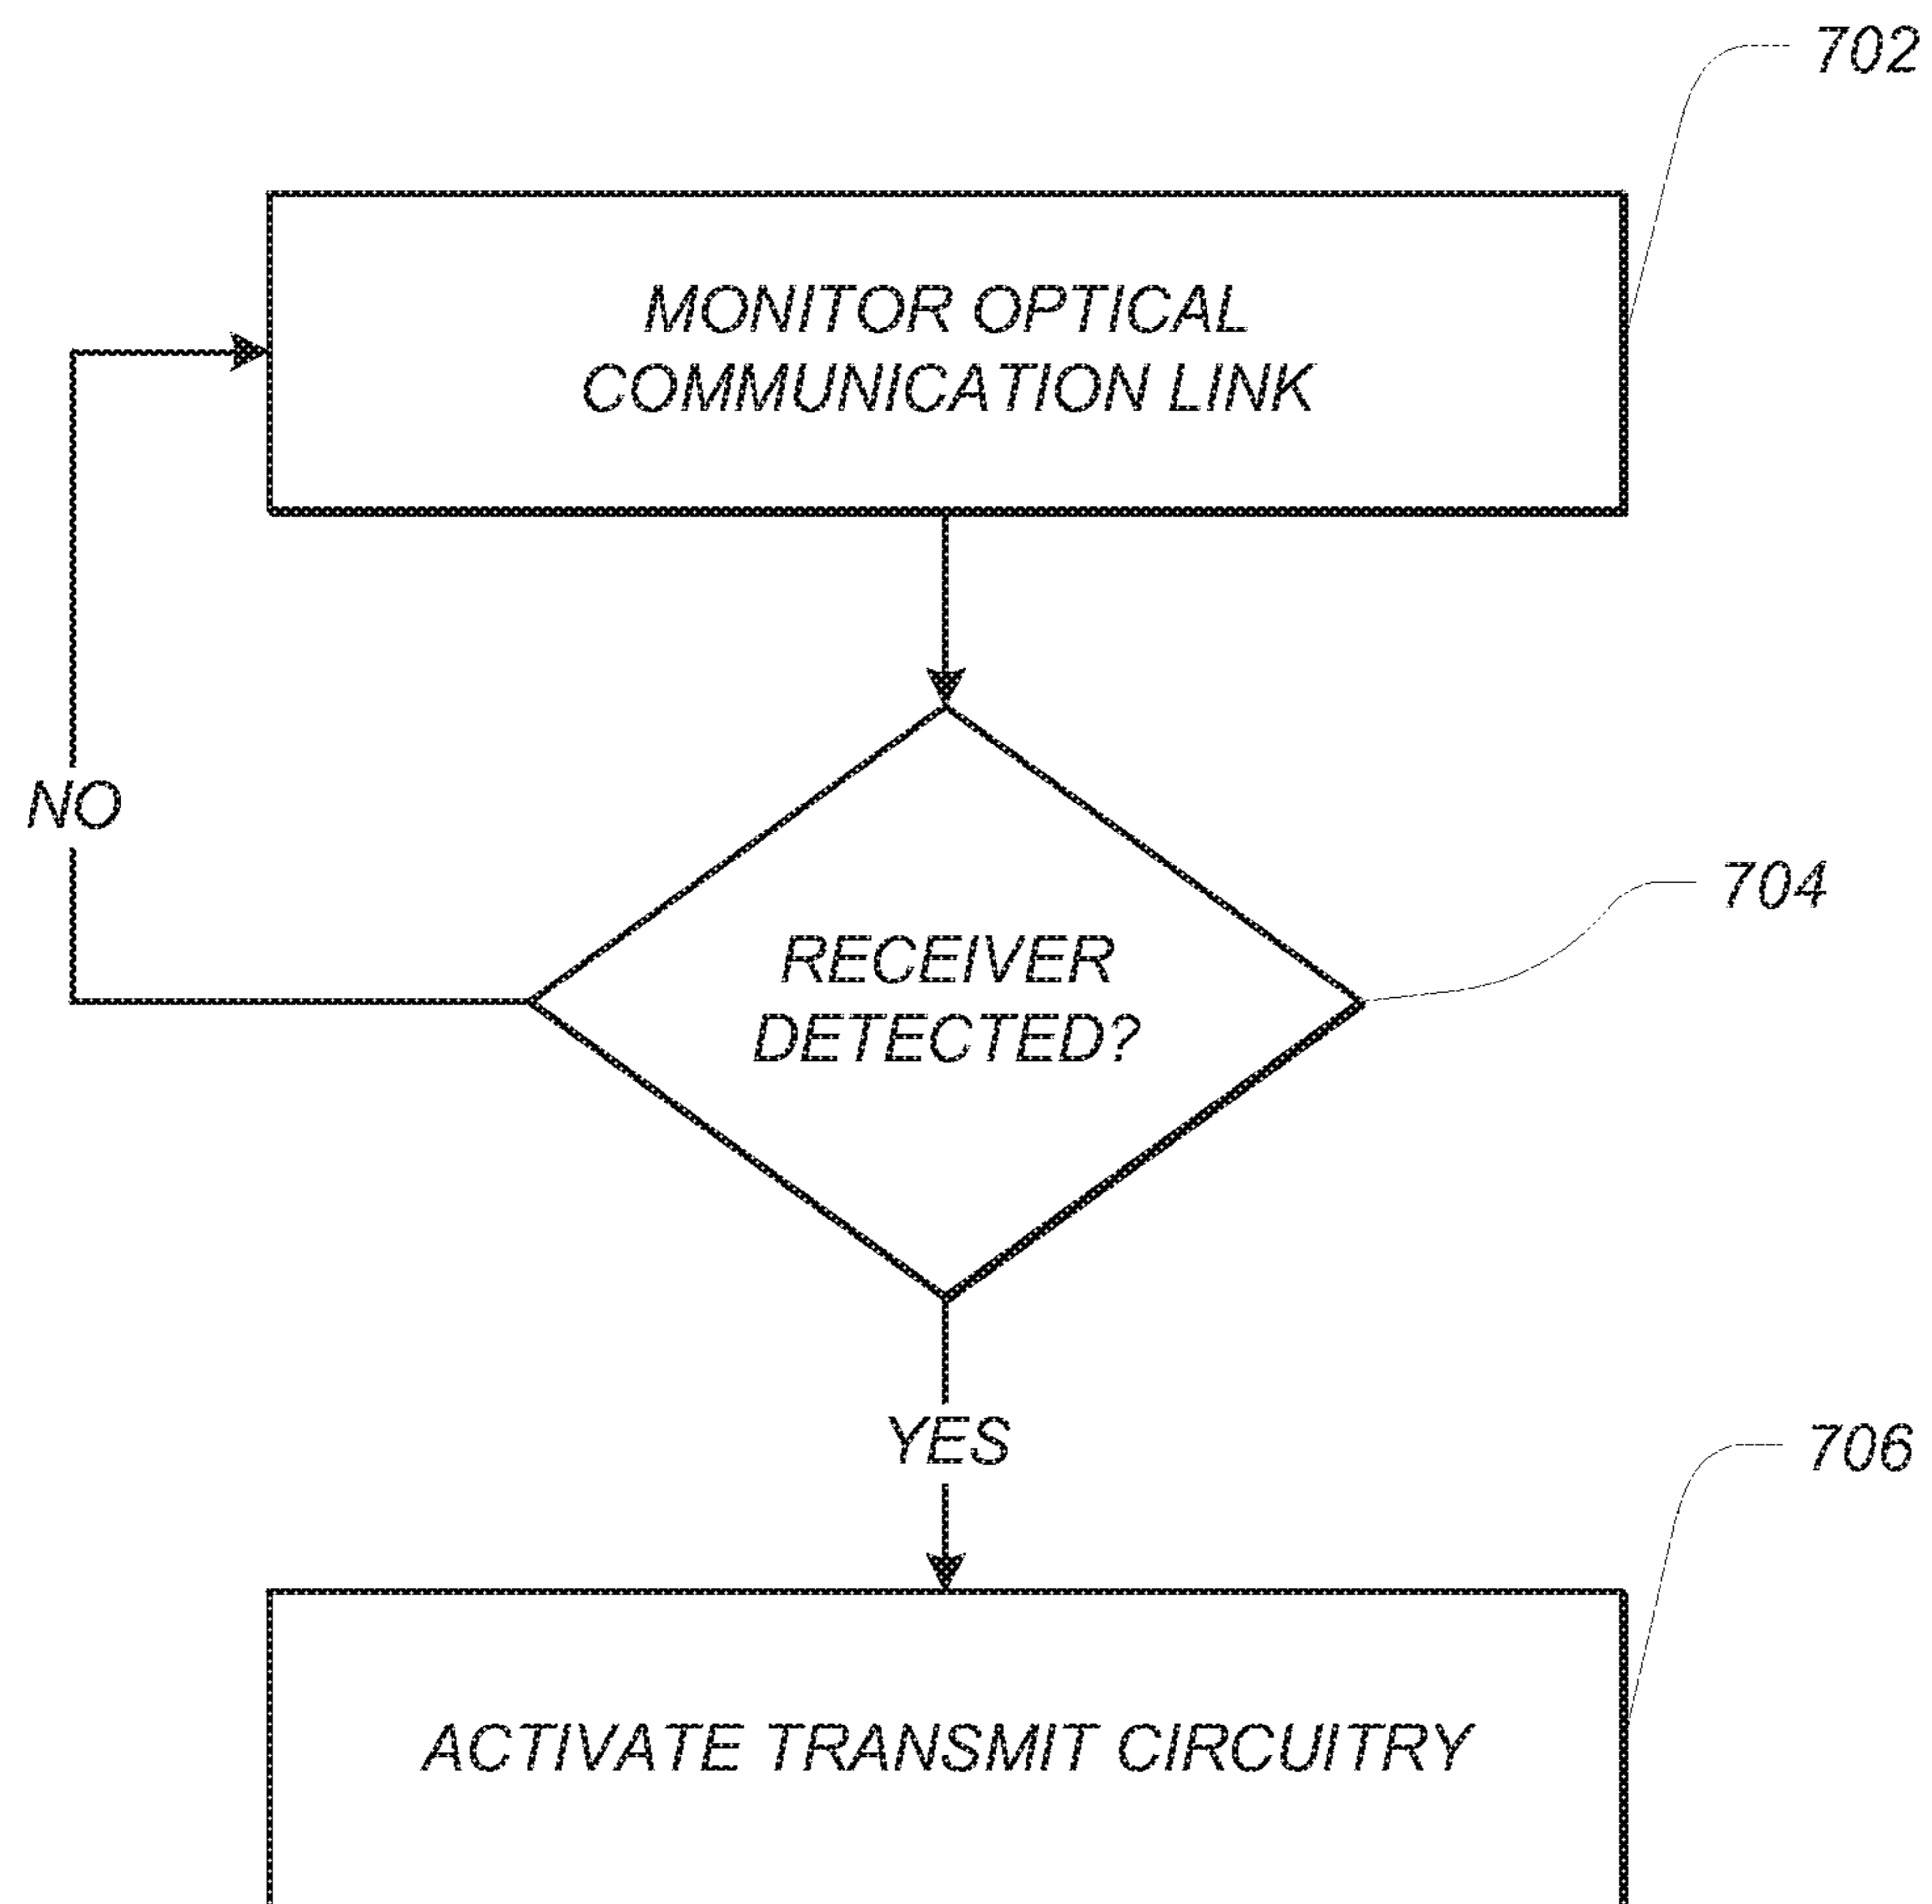 702
MONITOR OPTICAL
COMMUNICATION LINK
NO
704
RECEIVER
DETECTED?
YES
706
ACTIVATE TRANSMIT CIRCUITRY